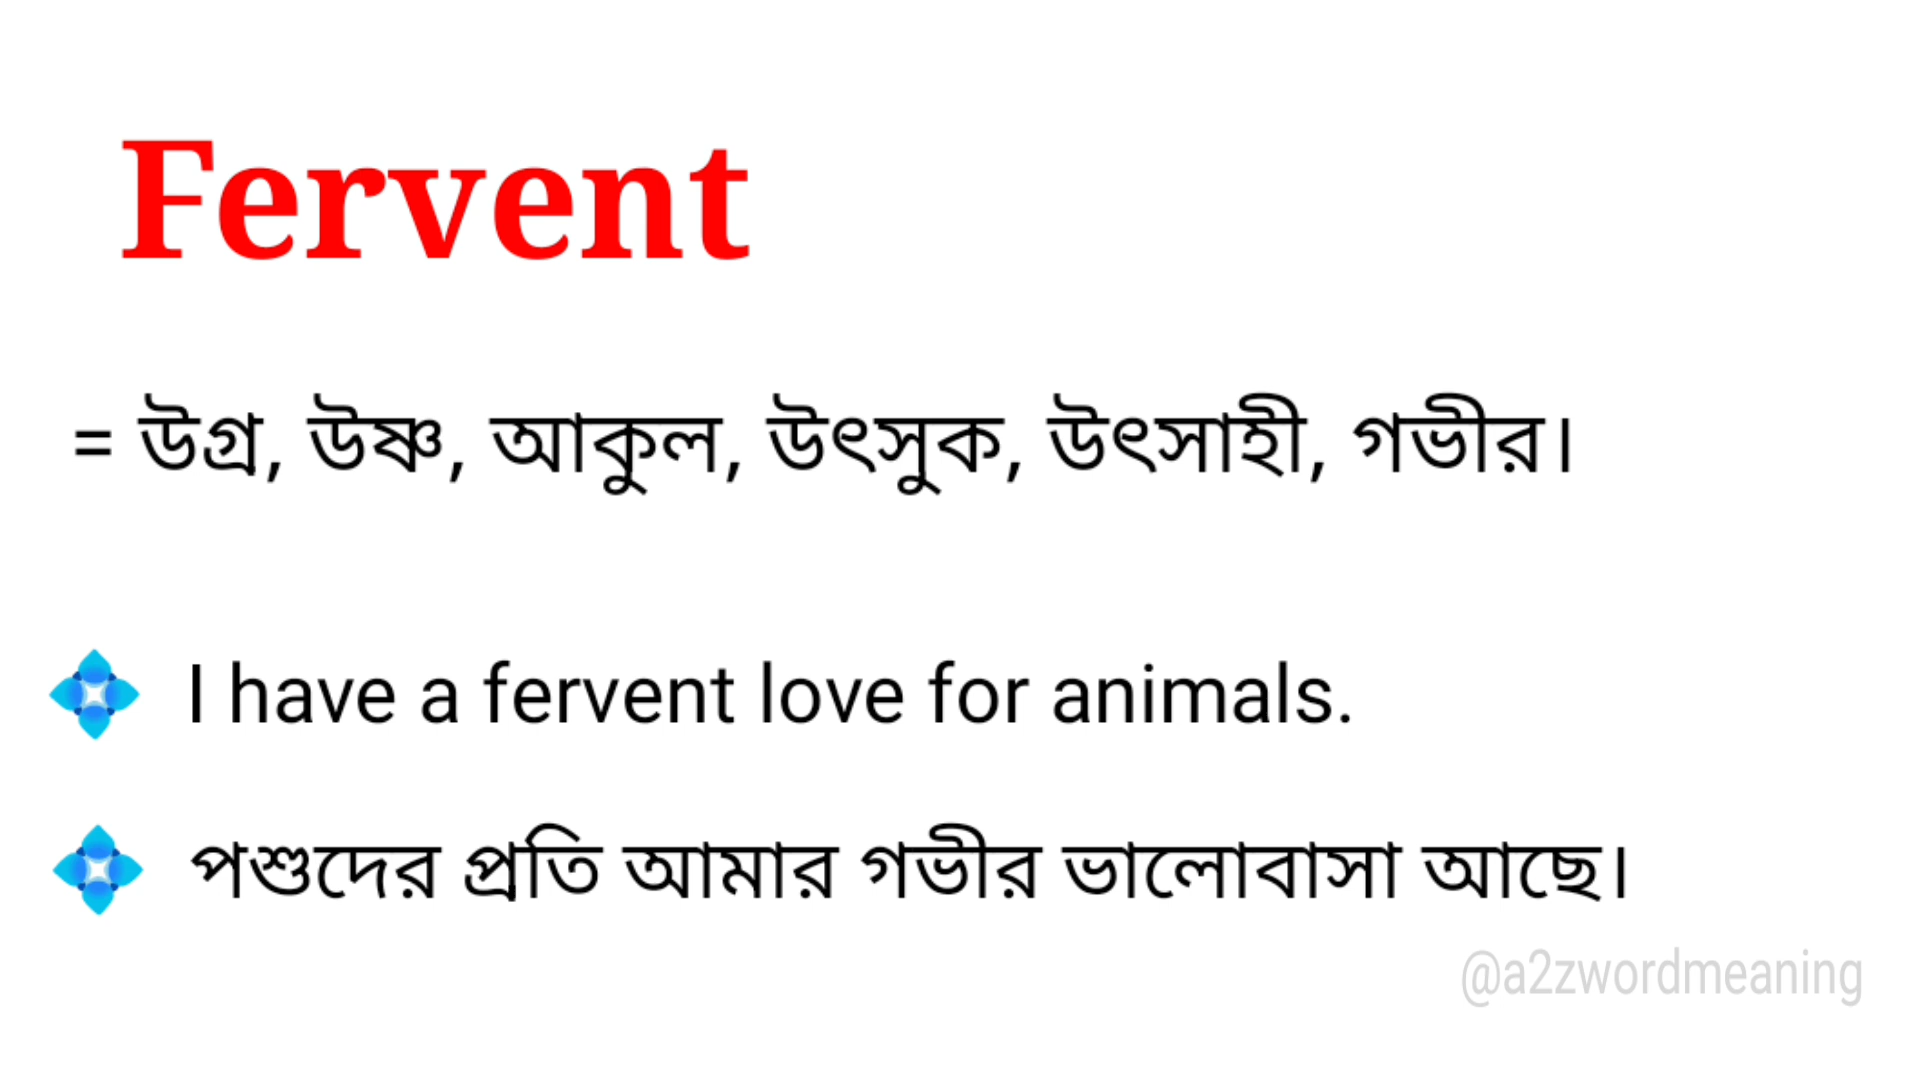 Fervent
= উগ্র, উষ্ণ, আকুল, উৎসুক, উৎসাহী, গভীর।
I have a fervent love for animals.
পশুদের প্রতি আমার গভীর ভালোবাসা আছে।
@a2zwordmeaning